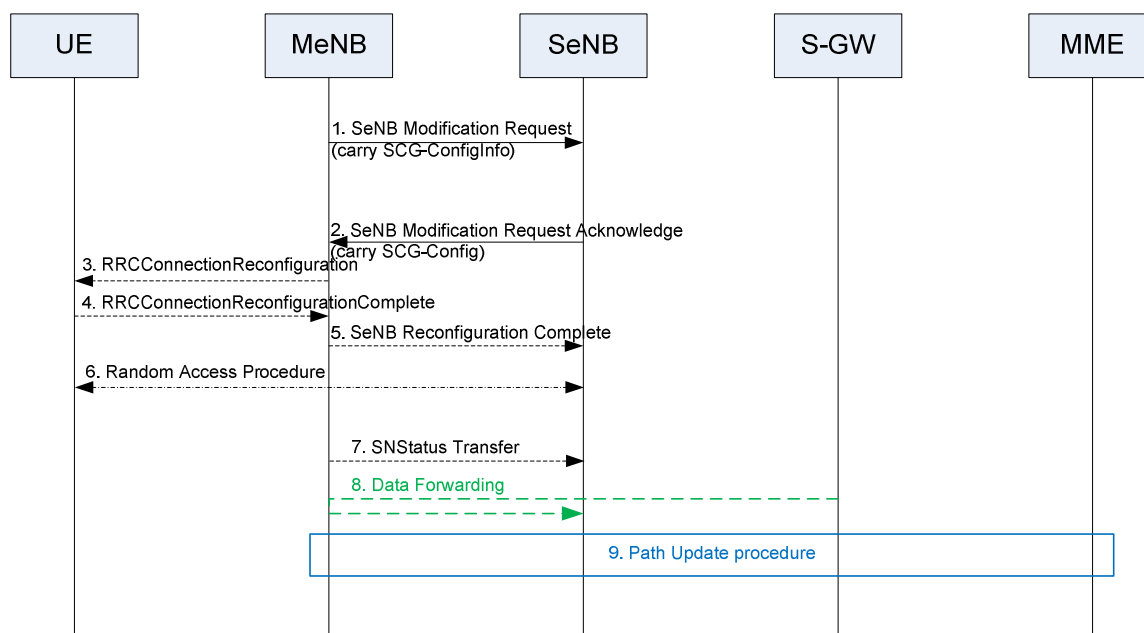 UE
MeNB
SeNB
S-GW
MME
1. SeNB Modification Request
(carry SCG-ConfigInfo)
2. SeNB Modification Request Acknowledge
(carry SCG-Config)
3. RRCConnectionReconfiguration
4. RRCConnectionReconfigurationComplete
5. SeNB Reconfiguration Complete
6. Random Access Procedure
7. SNStatus Transfer
8. Data Forwarding
9. Path Update procedure